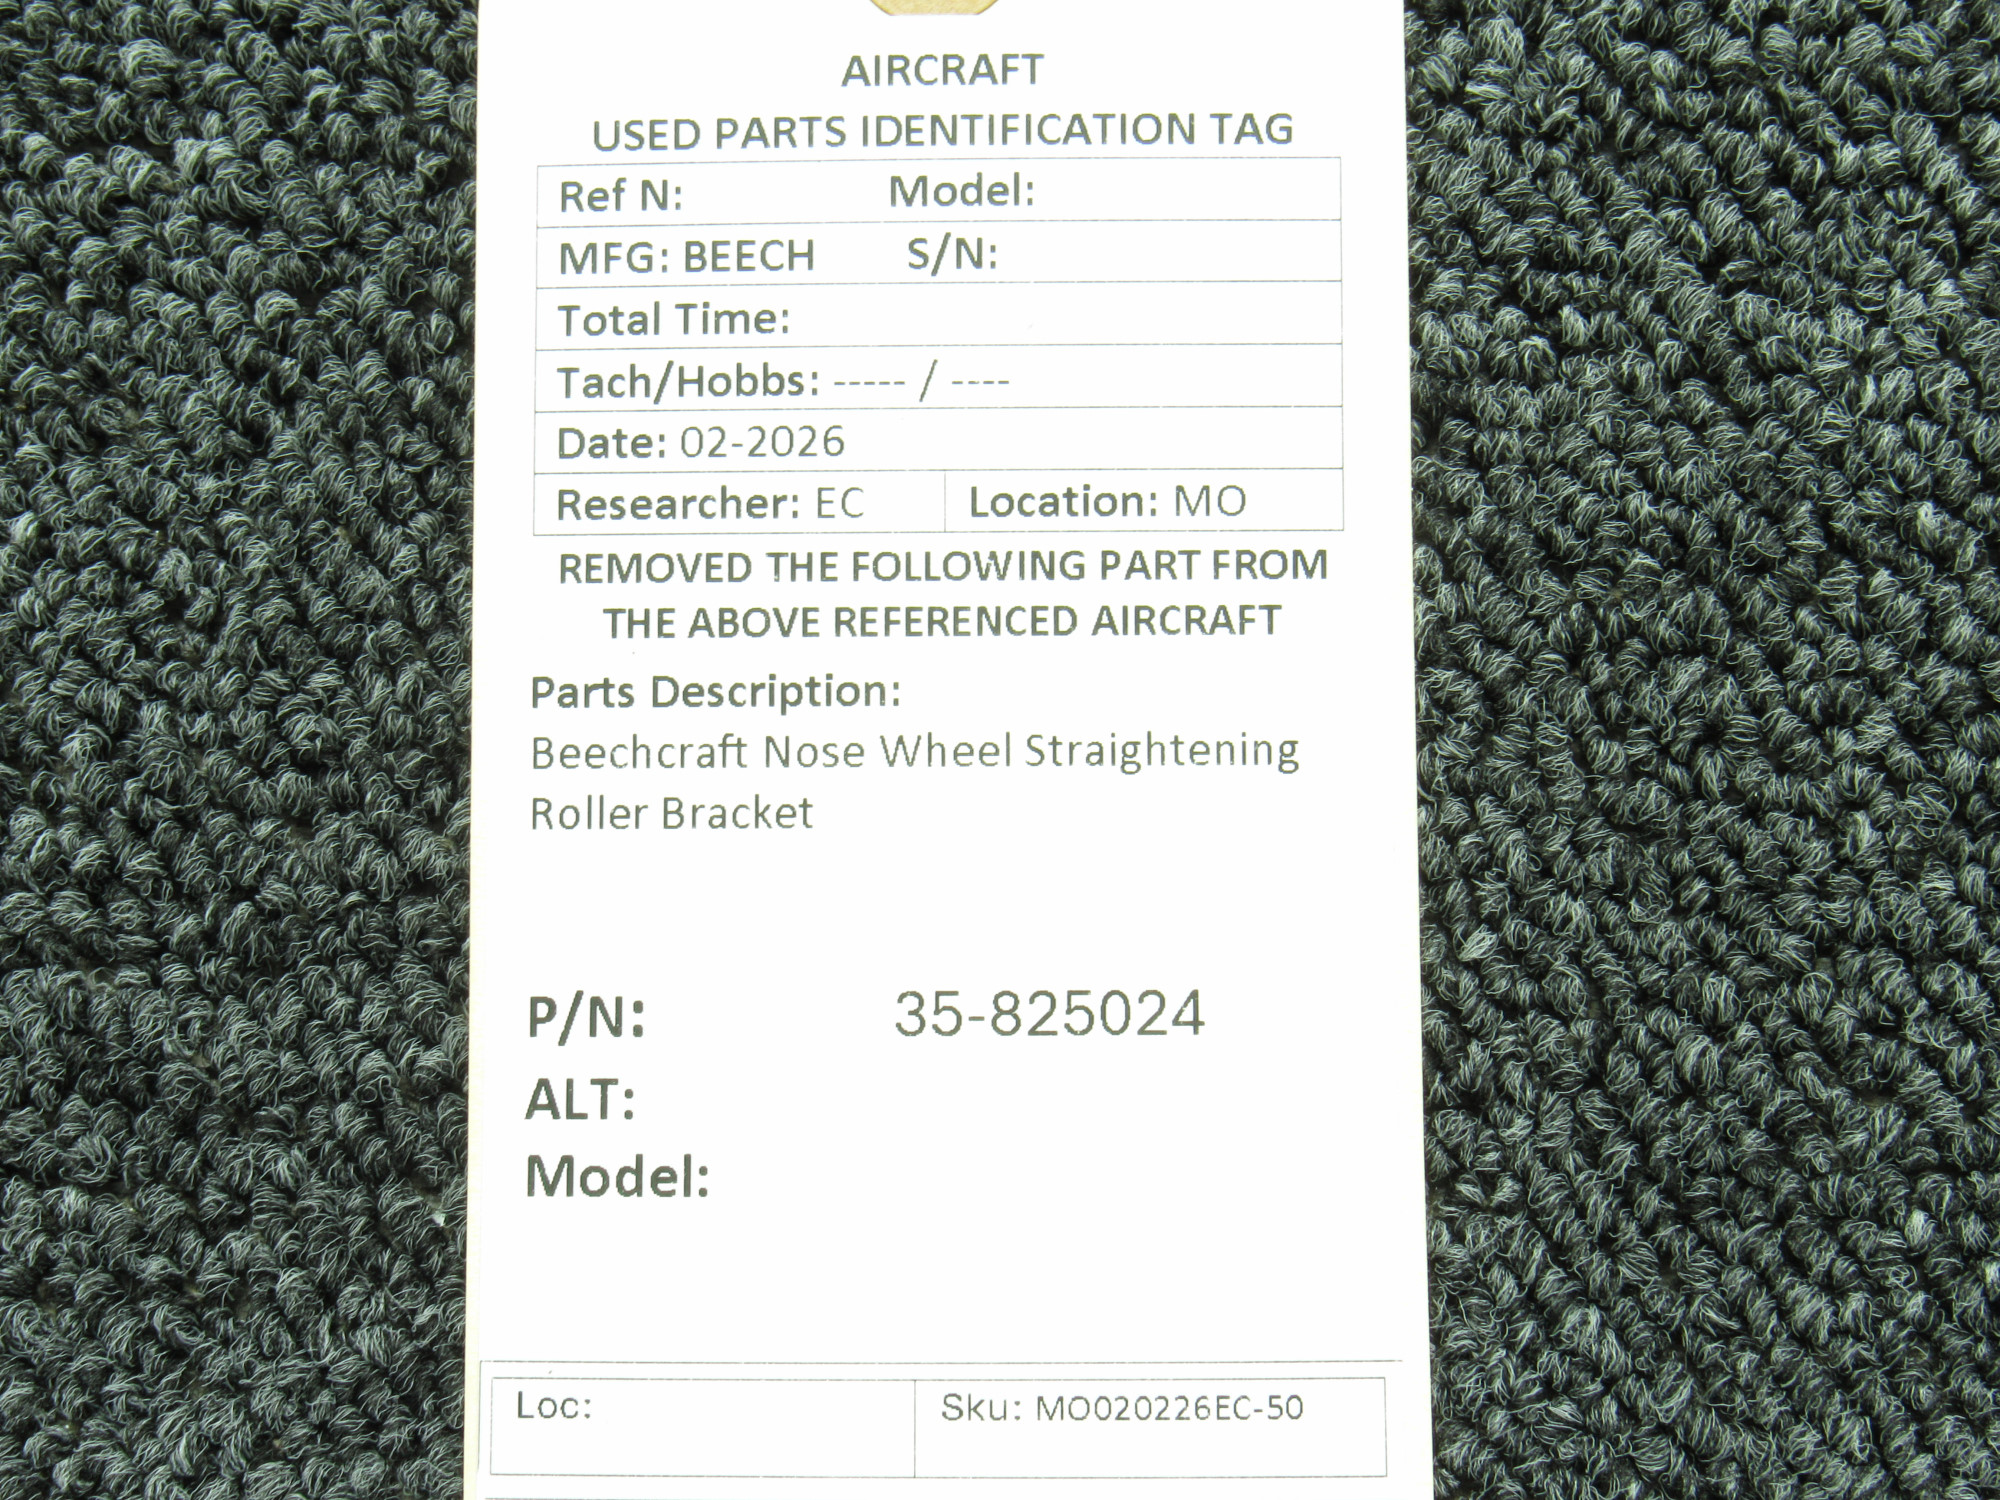 AIRCRAFT
USED PARTS IDENTIFICATION TAG
Ref N: Model:
MFG: BEECH S/N:
Total Time:
Tach/Hobbs: ----- / ----
Date: 02-2026
Researcher: EC Location: MO
REMOVED THE FOLLOWING PART FROM
THE ABOVE REFERENCED AIRCRAFT
Parts Description:
Beechcraft Nose Wheel Straightening
Roller Bracket
P/N: 35-825024
ALT:
Model:
Loc: Sku: MO020226EC-50